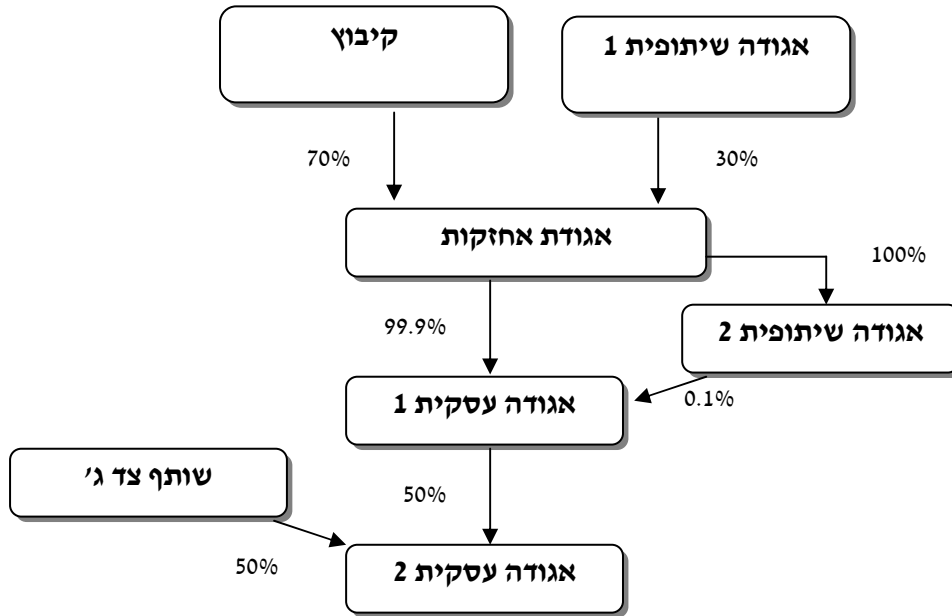 קיבוץ
אגודה שיתופית 1
70%
30%
אגודת אחזקות
100%
99.9%
אגודה שיתופית 2
אגודה עסקית 1
0.1%
שותף צד ג'
50%
50%
אגודה עסקית 2